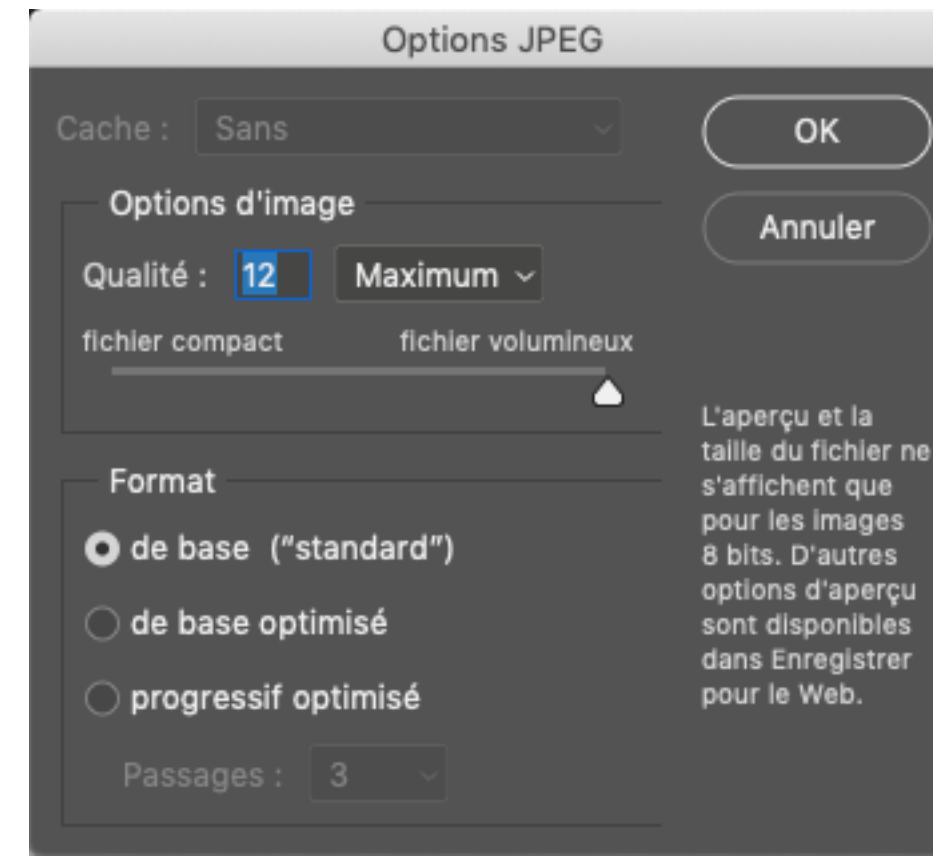 Options JPEG
Cache : Sans
OK
Options d'image
Annuler
Qualité : 12 Maximum
fichier compact fichier volumineux
L'aperçu et la
taille du fichier ne
s'affichent que
pour les images
8 bits. D'autres
options d'aperçu
sont disponibles
dans Enregistrer
pour le Web.
Format
de base (“standard”)
de base optimisé
progressif optimisé
Passages : 3